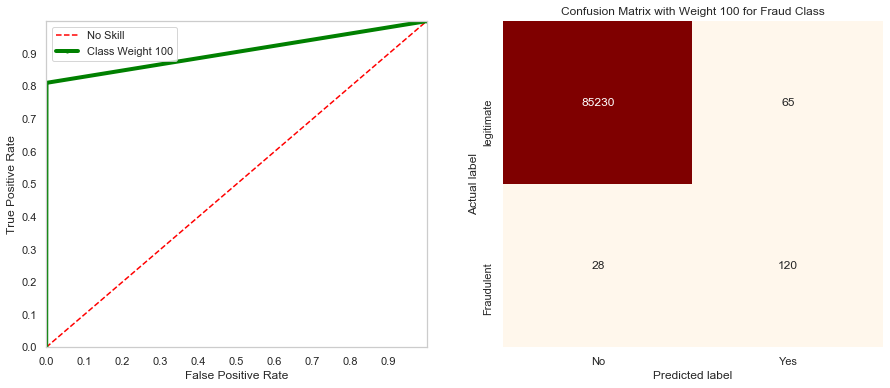 No Skill
Class Weight 100
0.9
0.8
0.7
0.6
0.5
0.4
0.3
0.2
0.1
0.0
True Positive Rate
0.0 0.1 0.2 0.3 0.4 0.5 0.6 0.7 0.8 0.9
False Positive Rate
Confusion Matrix with Weight 100 for Fraud Class
85230 65
28 120
legitimate
Fraudulent
Actual label
No Yes
Predicted label